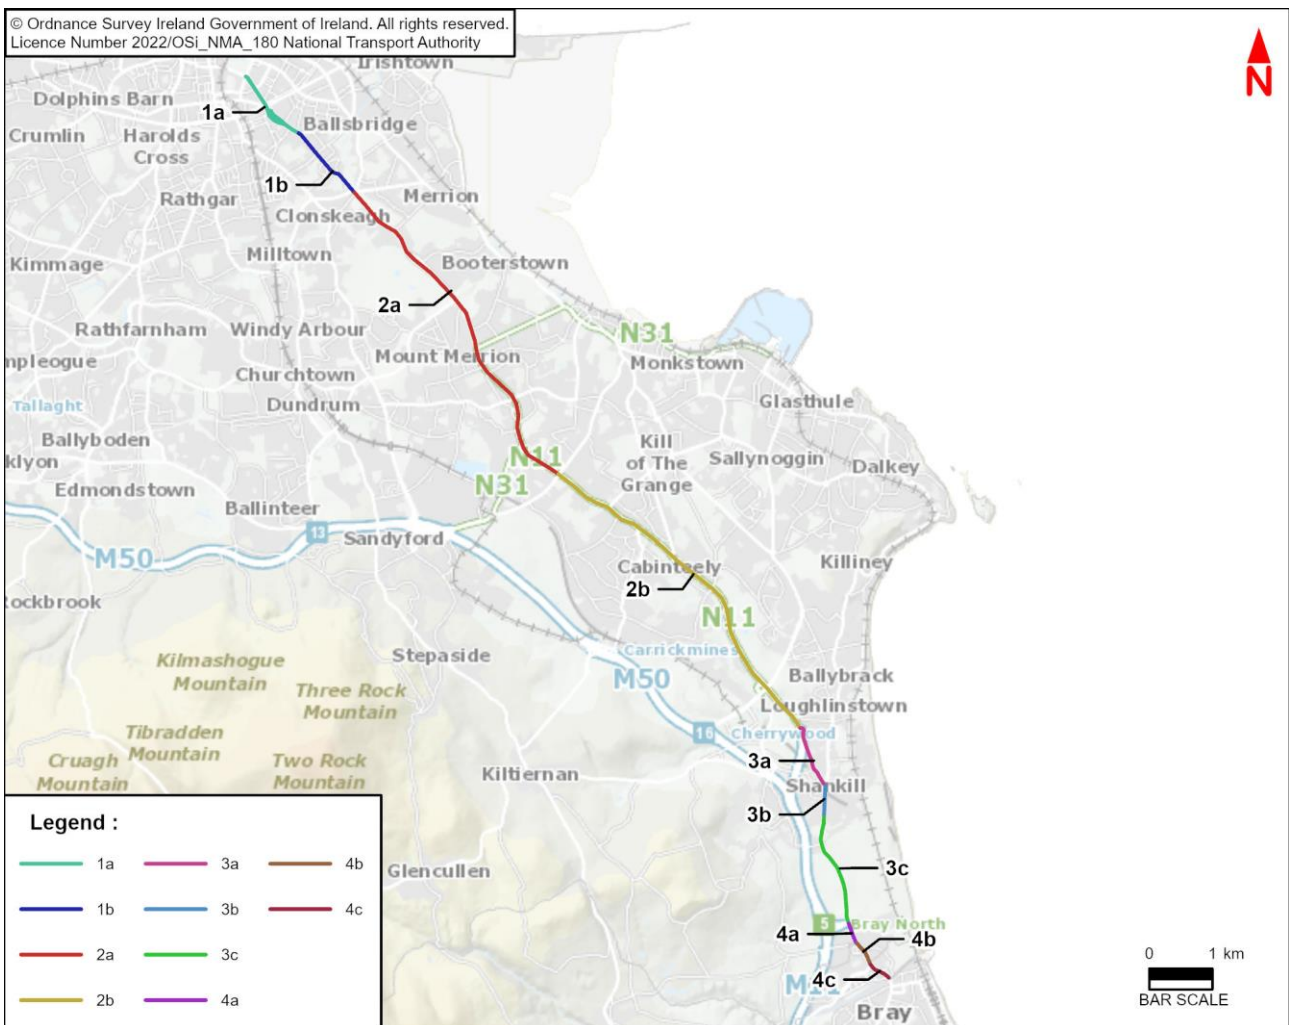 © Ordnance Survey Ireland Government of Ireland. All rights reserved.
Licence Number 2022/OSi_NMA_180 National Transport Authority
Irishtown
N
Dolphins Barn
1a
Ballsbridge
Crumlin
Harolds
Cross
1b
Rathgar
Merrion
Clonskeagh
Milltown
Kimmage
Booterstown
2a
Rathfarnham
Windy Arbour
N31
Mount Merrion
mpleogue
Monkstown
Churchtown
Tallaght
Dundrum
Glasthule
Ballyboden
Kill
of The
Grange
klyon
N11
Sallynoggin
Dalkey
N31
Edmondstown
Ballinteer
13
Sandyford
M50
Cabinteely
Killiney
2b
Rockbrook
N11
Stepaside
Carrickmines
Kilmashogue
Mountain
M50
Ballybrack
Three Rock
Mountain
Loughlinstown
Tibradden
Mountain
16
Cherrywood
Cruagh
Mountain
Two Rock
Mountain
3a
Kiltiernan
Shankill
3b
Legend :
1a
3a
4b
1b
3b
4c
2a
3c
2b
4a
Glencullen
3c
5
Bray North
4a
4b
4c
Bray
0
1 km
BAR SCALE